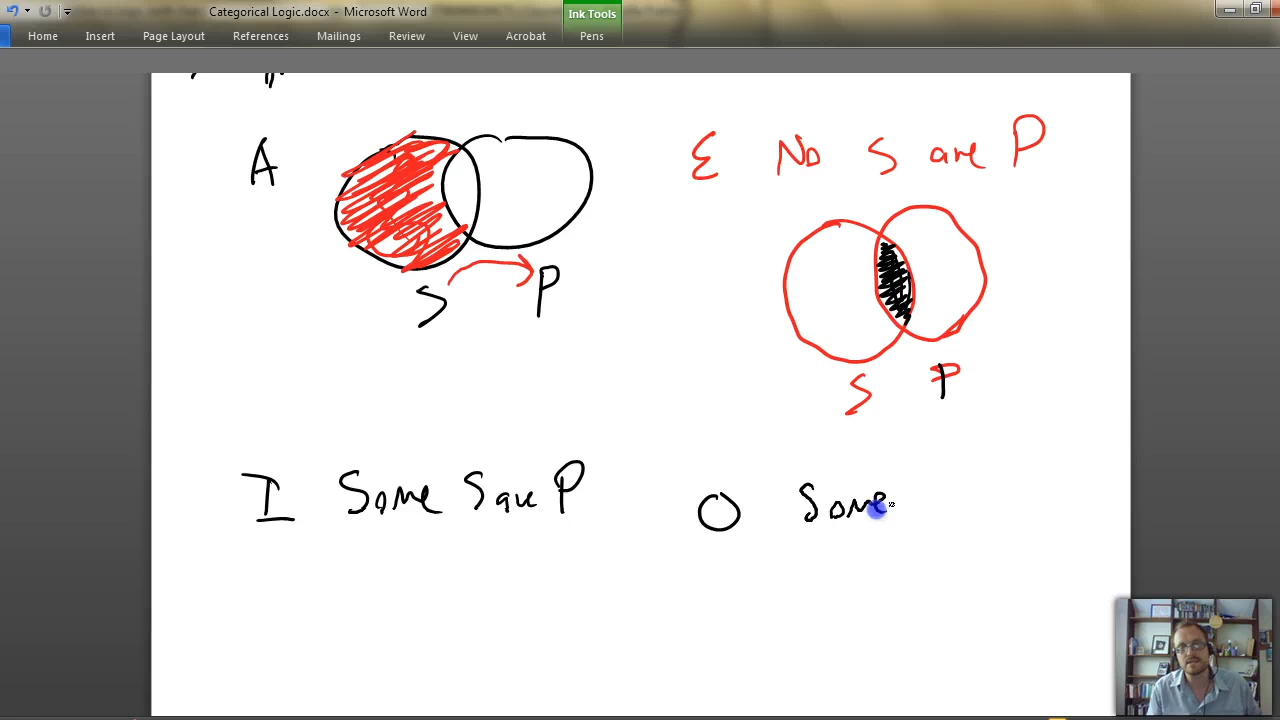 Categorical Logic.docx - Microsoft Word
Ink Tools
Home Insert Page Layout References Mailings Review View Acrobat Pens
A
E No S are P
S P
S P
I Some S are P
O Some